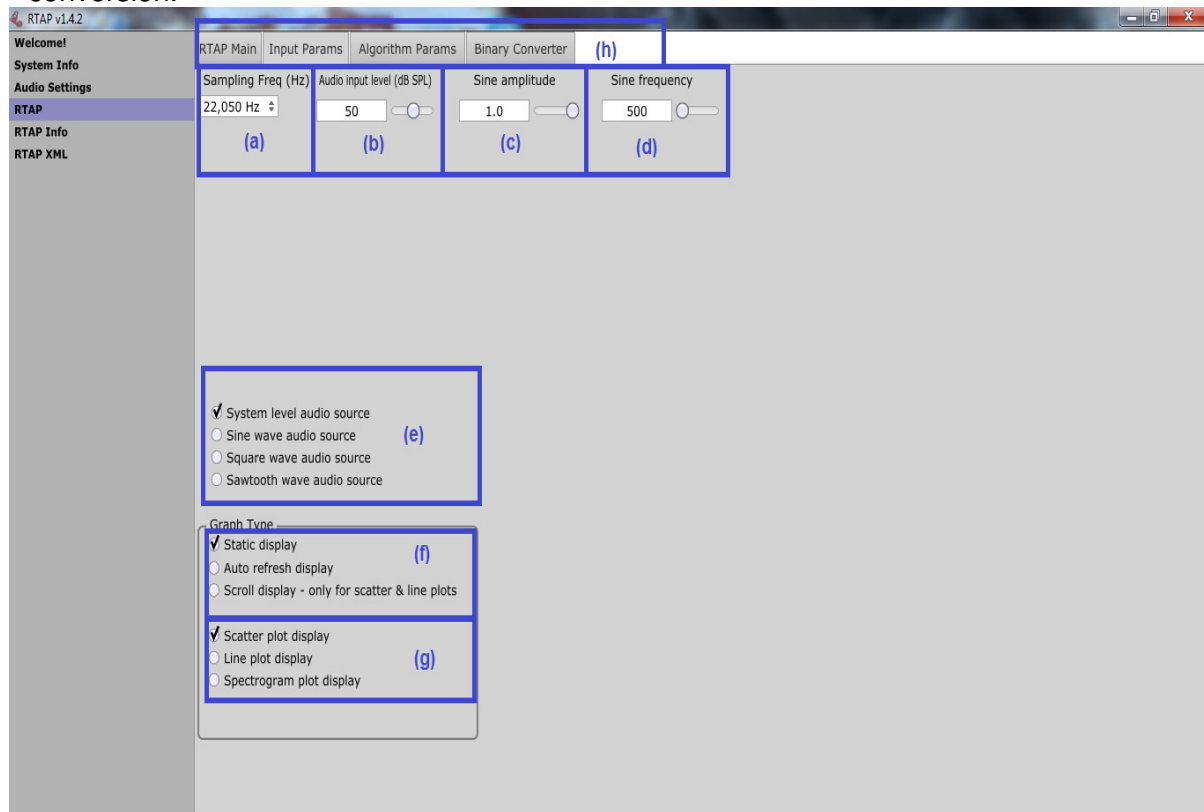 conversion.
RTAP v1.4.2
Welcome!
System Info
Audio Settings
RTAP
RTAP Info
RTAP XML
RTAP Main Input Params Algorithm Params Binary Converter (h)
Sampling Freq (Hz) Audio input level (dB SPL) Sine amplitude Sine frequency
22,050 Hz 50 1.0 500
(a) (b) (c) (d)
System level audio source
Sine wave audio source (e)
Square wave audio source
Sawtooth wave audio source
Graph Type
Static display (f)
Auto refresh display
Scroll display - only for scatter & line plots
Scatter plot display
Line plot display (g)
Spectrogram plot display